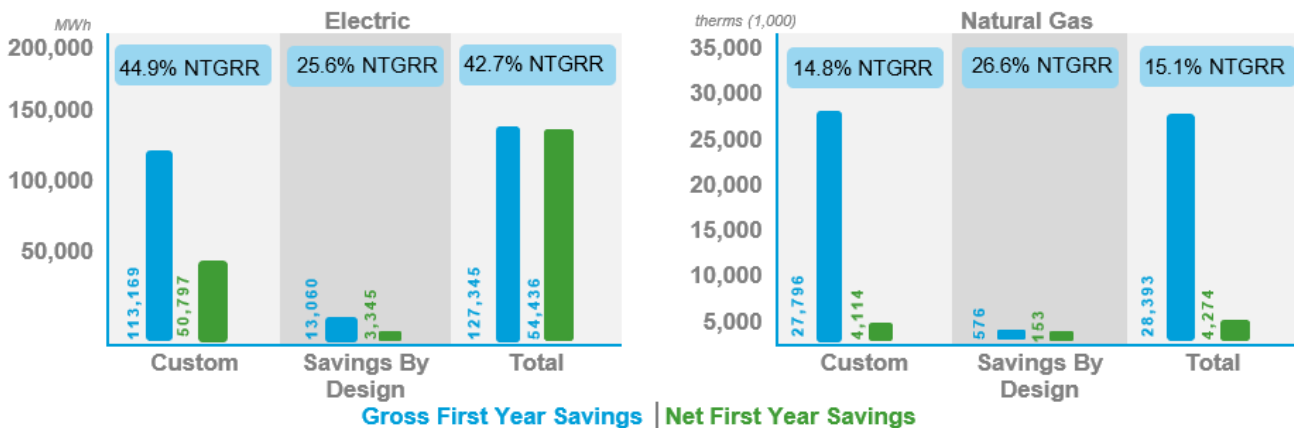 MWh
Electric
200,000
150,000
100,000
50,000
44.9% NTGRR
25.6% NTGRR
42.7% NTGRR
113,169
50,797
13,060
3,345
127,345
54,436
Custom
Savings By
Design
Total
therms (1,000)
Natural Gas
35,000
30,000
25,000
20,000
15,000
10,000
5,000
14.8% NTGRR
26.6% NTGRR
15.1% NTGRR
27,796
4,114
576
153
28,393
4,274
Custom
Savings By
Design
Total
Gross First Year Savings | Net First Year Savings